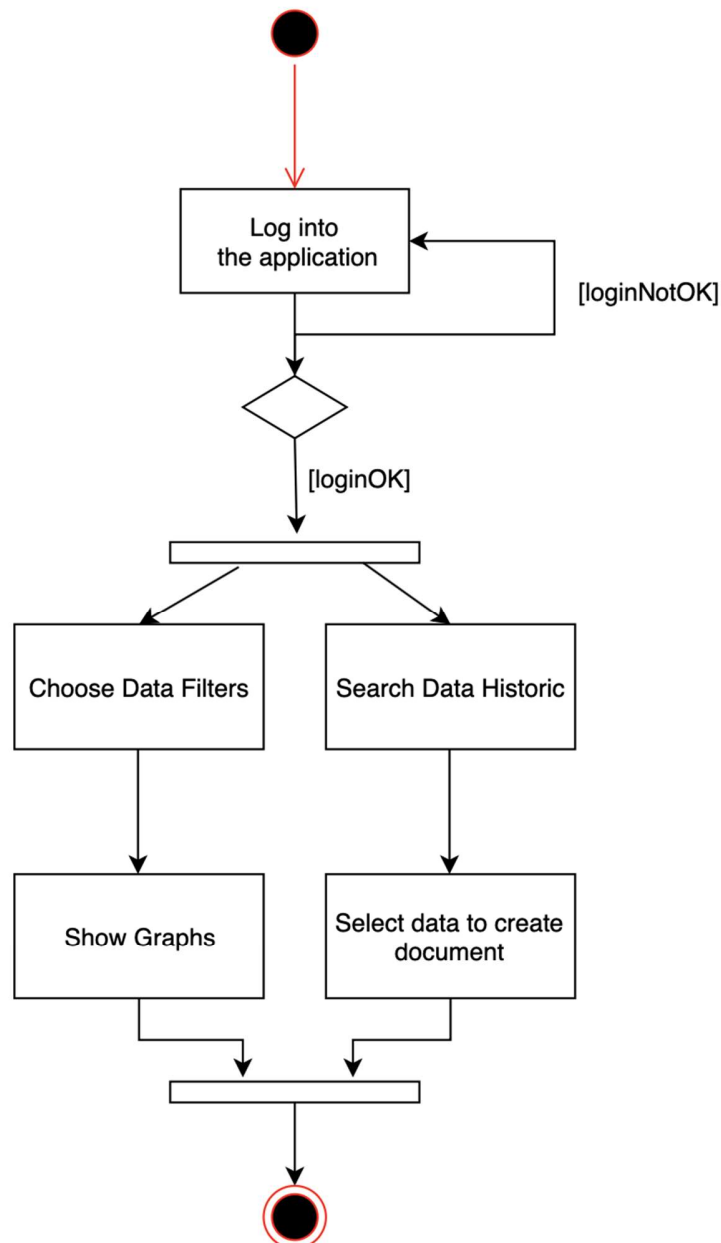 Log into
the application
[loginNotOK]
[loginOK]
Choose Data Filters
Search Data Historic
Show Graphs
Select data to create
document